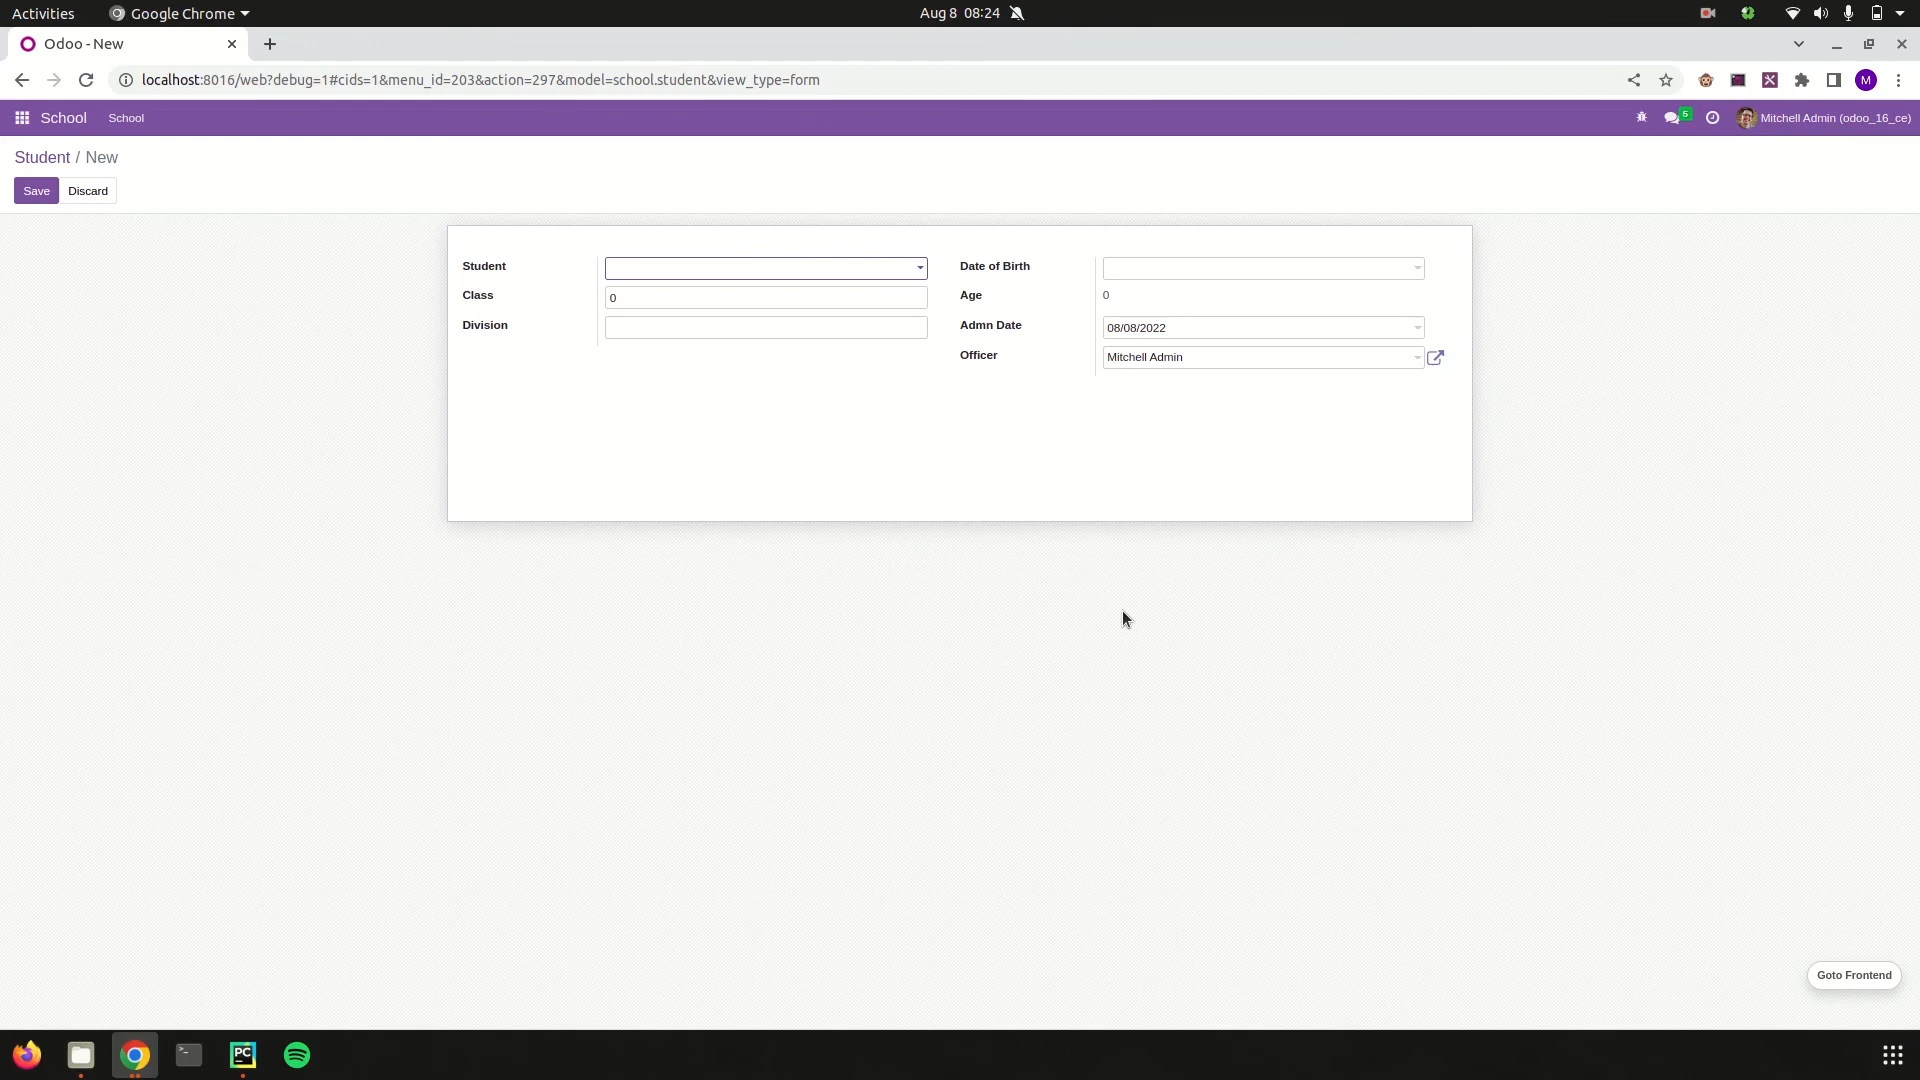 Activities Google Chrome Aug 8 08:24
Odoo - New
localhost:8016/web?debug=1#cids=1&menu_id=203&action=297&model=school.student&view_type=form M
School School 5 Mitchell Admin (odoo_16_ce)
Student / New
Save Discard
Student Date of Birth
Class 0 Age 0
Division Admn Date 08/08/2022
Officer Mitchell Admin
Goto Frontend
PC